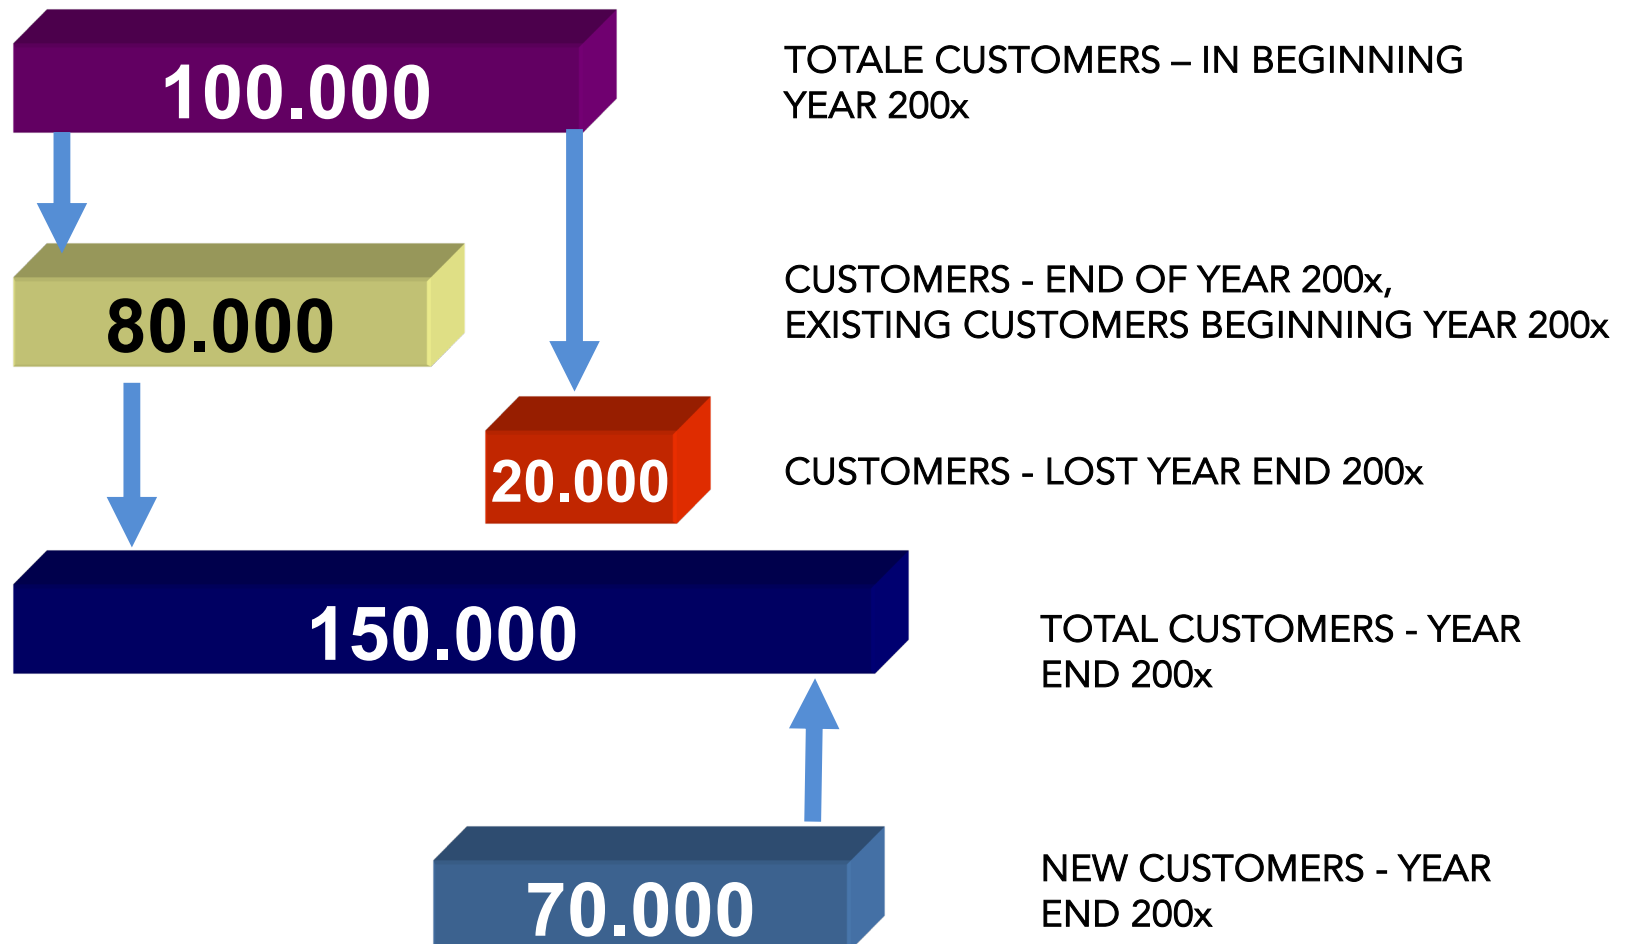 100.000
TOTALE CUSTOMERS – IN BEGINNING
YEAR 200x
80.000
CUSTOMERS - END OF YEAR 200x,
EXISTING CUSTOMERS BEGINNING YEAR 200x
20.000
CUSTOMERS - LOST YEAR END 200x
150.000
TOTAL CUSTOMERS - YEAR
END 200x
70.000
NEW CUSTOMERS - YEAR
END 200x